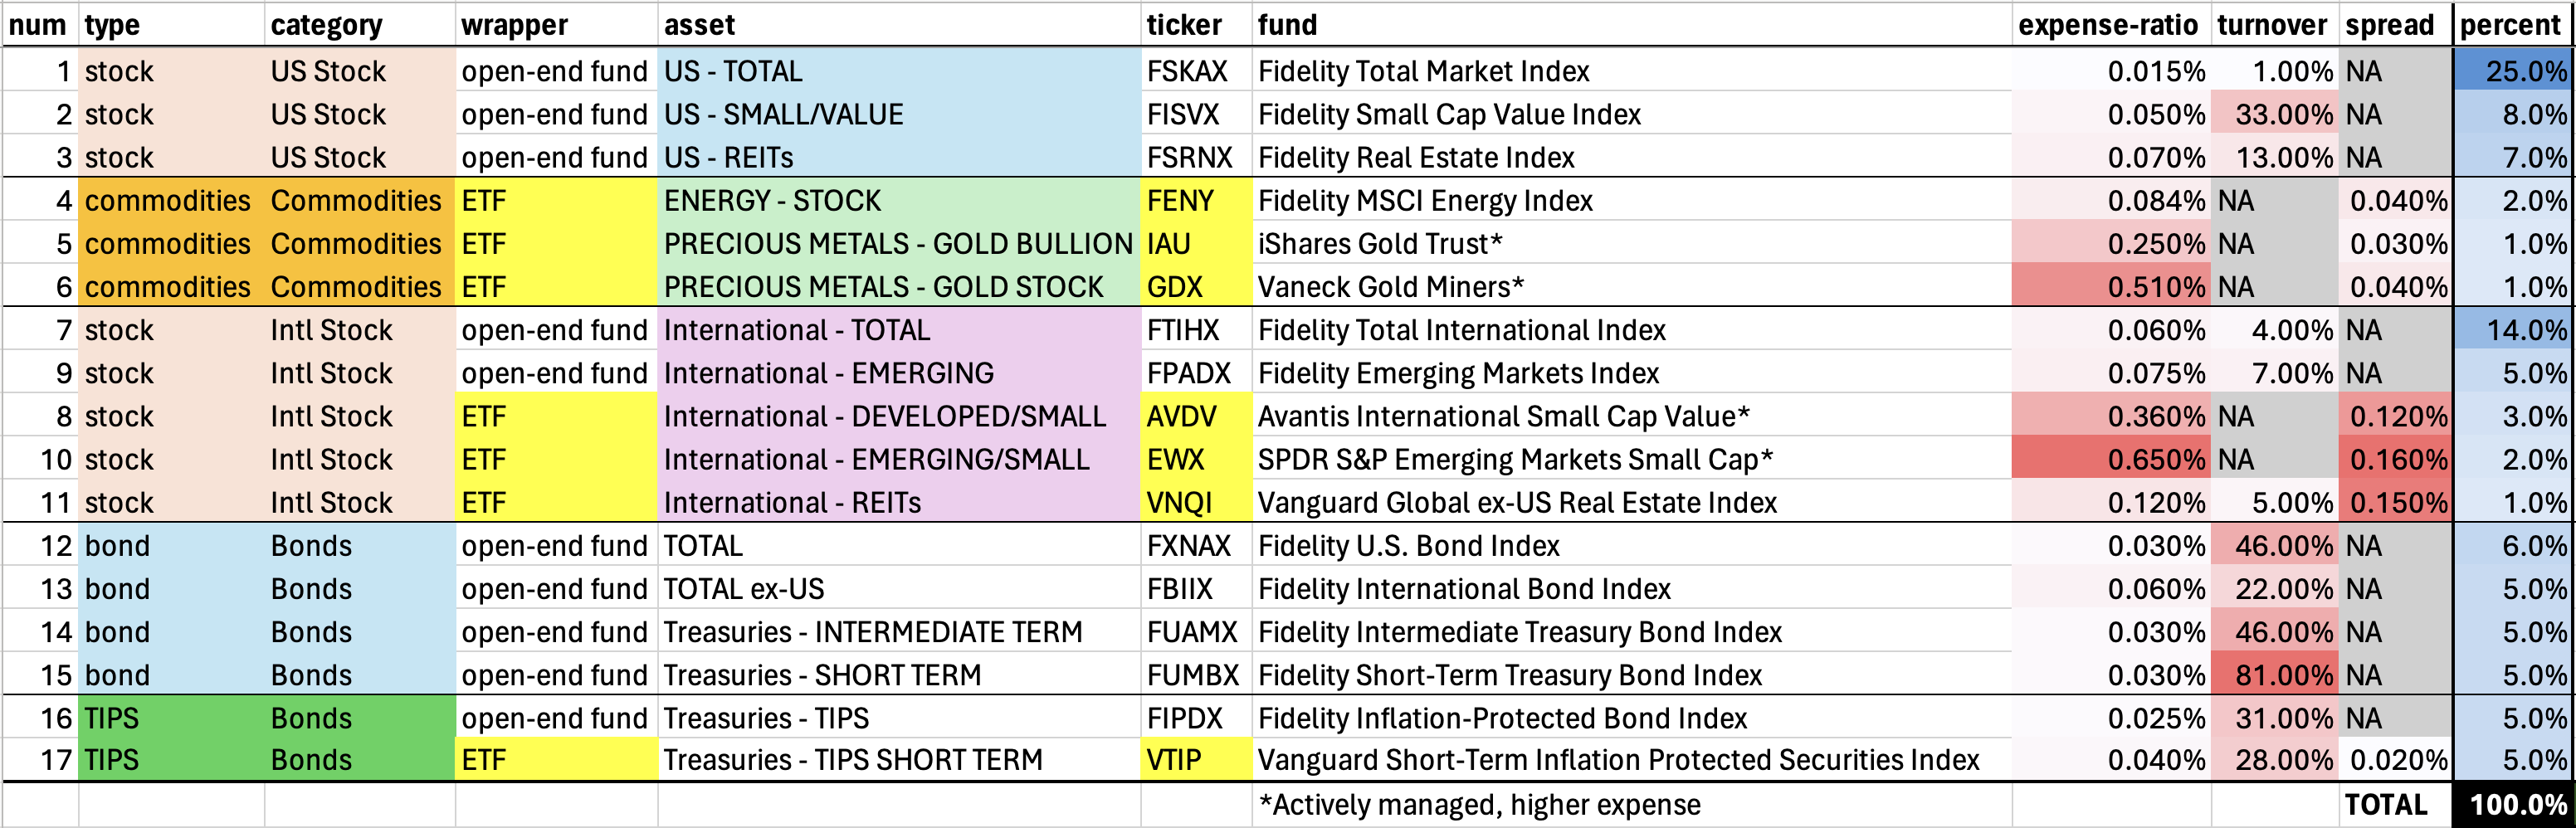 num type category wrapper asset ticker fund expense-ratio turnover spread percent
1 stock US Stock open-end fund US - TOTAL FSKAX Fidelity Total Market Index 0.015% 1.00% NA 25.0%
2 stock US Stock open-end fund US - SMALL/VALUE FISVX Fidelity Small Cap Value Index 0.050% 33.00% NA 8.0%
3 stock US Stock open-end fund US - REITs FSRNX Fidelity Real Estate Index 0.070% 13.00% NA 7.0%
4 commodities Commodities ETF ENERGY - STOCK FENY Fidelity MSCI Energy Index 0.084% NA 0.040% 2.0%
5 commodities Commodities ETF PRECIOUS METALS - GOLD BULLION IAU iShares Gold Trust* 0.250% NA 0.030% 1.0%
6 commodities Commodities ETF PRECIOUS METALS - GOLD STOCK GDX Vaneck Gold Miners* 0.510% NA 0.040% 1.0%
7 stock Intl Stock open-end fund International - TOTAL FTIHX Fidelity Total International Index 0.060% 4.00% NA 14.0%
9 stock Intl Stock open-end fund International - EMERGING FPADX Fidelity Emerging Markets Index 0.075% 7.00% NA 5.0%
8 stock Intl Stock ETF International - DEVELOPED/SMALL AVDV Avantis International Small Cap Value* 0.360% NA 0.120% 3.0%
10 stock Intl Stock ETF International - EMERGING/SMALL EWX SPDR S&P Emerging Markets Small Cap* 0.650% NA 0.160% 2.0%
11 stock Intl Stock ETF International - REITs VNQI Vanguard Global ex-US Real Estate Index 0.120% 5.00% 0.150% 1.0%
12 bond Bonds open-end fund TOTAL FXNAX Fidelity U.S. Bond Index 0.030% 46.00% NA 6.0%
13 bond Bonds open-end fund TOTAL ex-US FBIIX Fidelity International Bond Index 0.060% 22.00% NA 5.0%
14 bond Bonds open-end fund Treasuries - INTERMEDIATE TERM FUAMX Fidelity Intermediate Treasury Bond Index 0.030% 46.00% NA 5.0%
15 bond Bonds open-end fund Treasuries - SHORT TERM FUMBX Fidelity Short-Term Treasury Bond Index 0.030% 81.00% NA 5.0%
16 TIPS Bonds open-end fund Treasuries - TIPS FIPDX Fidelity Inflation-Protected Bond Index 0.025% 31.00% NA 5.0%
17 TIPS Bonds ETF Treasuries - TIPS SHORT TERM VTIP Vanguard Short-Term Inflation Protected Securities Index 0.040% 28.00% 0.020% 5.0%
*Actively managed, higher expense TOTAL 100.0%